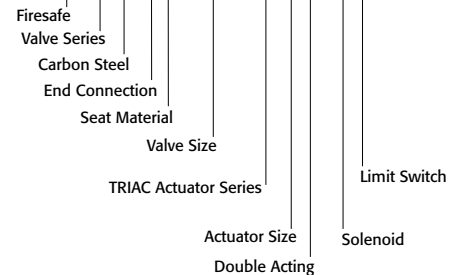 Firesafe
Valve Series
Carbon Steel
End Connection
Seat Material
Valve Size
Limit Switch
TRIAC Actuator Series
Actuator Size
Solenoid
Double Acting